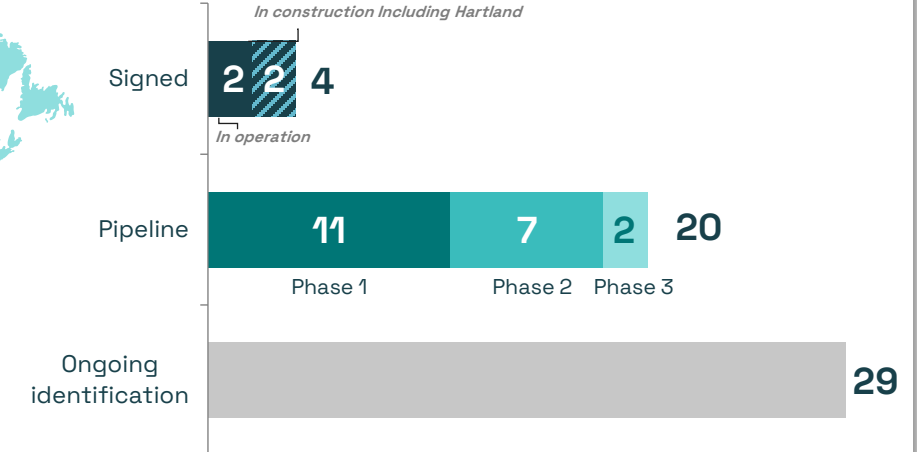 In construction Including Hartland
Signed
2
2
4
In operation
Pipeline
11
7
2
20
Phase 1
Phase 2
Phase 3
Ongoing
identification
29